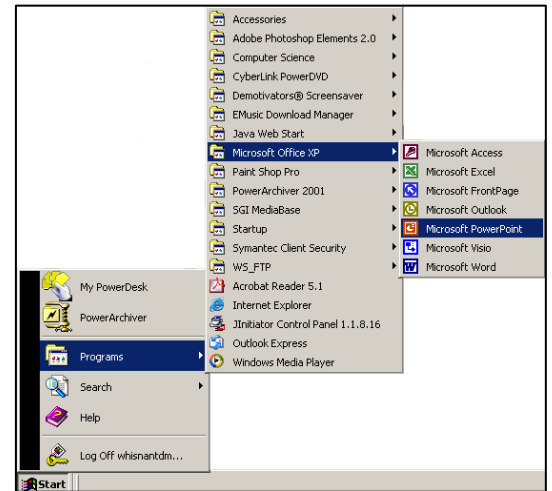 Accessories
Adobe Photoshop Elements 2.0
Computer Science
CyberLink PowerDVD
Demotivators® Screensaver
EMusic Download Manager
Java Web Start
Microsoft Office XP
Paint Shop Pro
PowerArchiver 2001
SGI MediaBase
Startup
Symantec Client Security
WS_FTP
Acrobat Reader 5.1
Internet Explorer
JInitiator Control Panel 1.1.8.16
Outlook Express
Windows Media Player
Microsoft Access
Microsoft Excel
Microsoft FrontPage
Microsoft Outlook
Microsoft PowerPoint
Microsoft Visio
Microsoft Word
My PowerDesk
PowerArchiver
Programs
Search
Help
Log Off whisnantdm...
Start